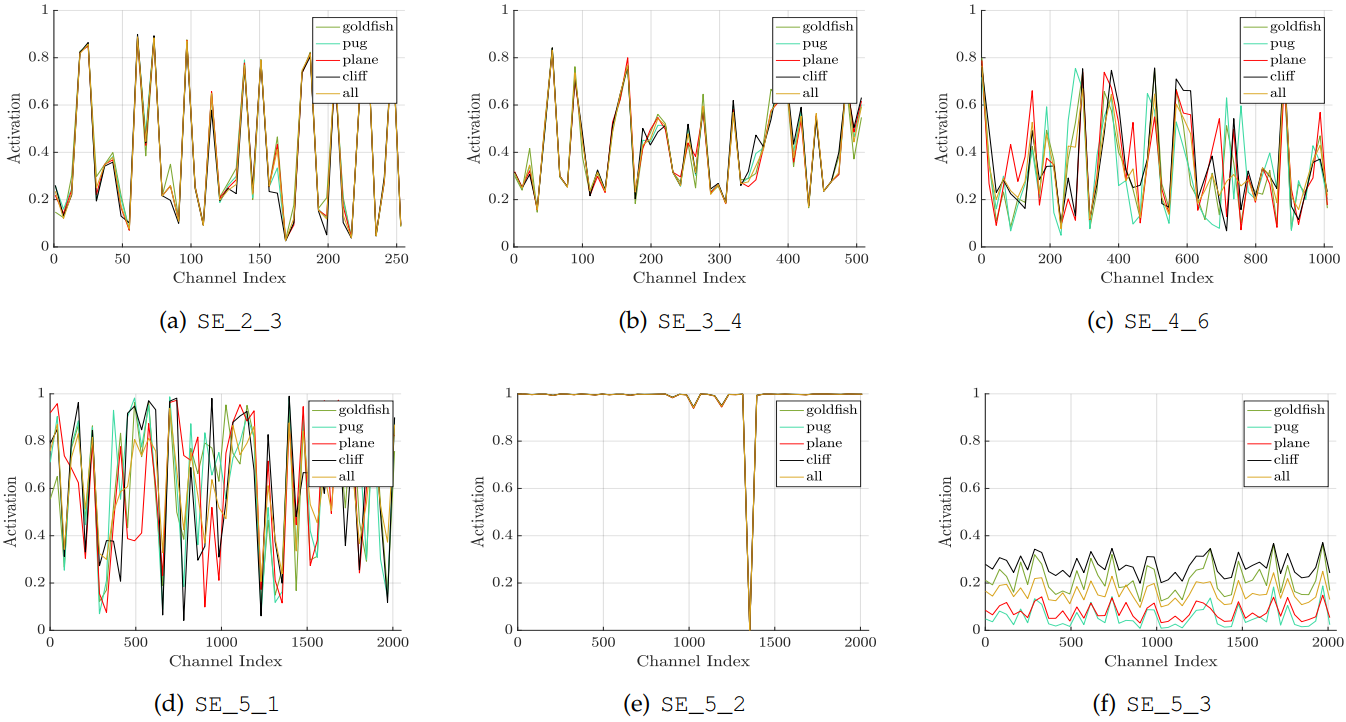 1
0.8
0.6
0.4
0.2
0
0
50
100
150
200
250
Activation
Channel Index
goldfish
pug
plane
cliff
all
(a) SE_2_3
1
0.8
0.6
0.4
0.2
0
0
100
200
300
400
500
Activation
Channel Index
goldfish
pug
plane
cliff
all
(b) SE_3_4
1
0.8
0.6
0.4
0.2
0
0
200
400
600
800
1000
Activation
Channel Index
goldfish
pug
plane
cliff
all
(c) SE_4_6
1
0.8
0.6
0.4
0.2
0
0
500
1000
1500
2000
Activation
Channel Index
goldfish
pug
plane
cliff
all
(d) SE_5_1
1
0.8
0.6
0.4
0.2
0
0
500
1000
1500
2000
Activation
Channel Index
goldfish
pug
plane
cliff
all
(e) SE_5_2
1
0.8
0.6
0.4
0.2
0
0
500
1000
1500
2000
Activation
Channel Index
goldfish
pug
plane
cliff
all
(f) SE_5_3